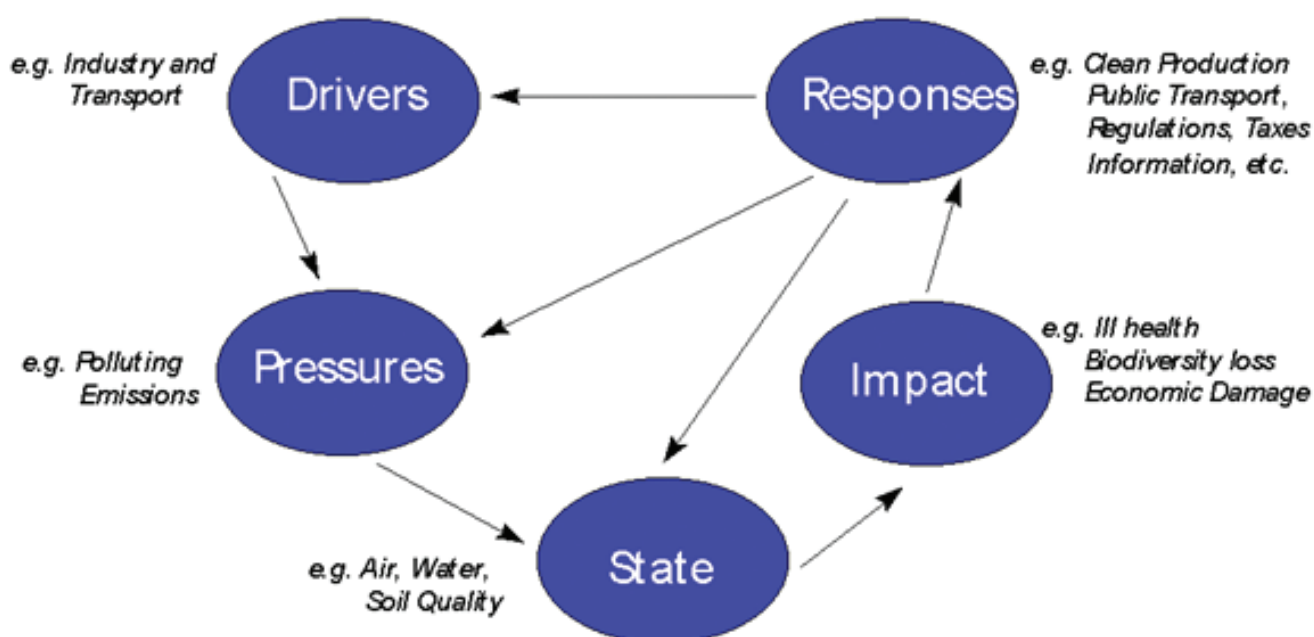 e.g. Industry and
Transport
Drivers
Responses
e.g. Clean Production
Public Transport,
Regulations, Taxes
Information, etc.
e.g. Polluting
Emissions
Pressures
Impact
e.g. Ill health
Biodiversity loss
Economic Damage
e.g. Air, Water,
Soil Quality
State